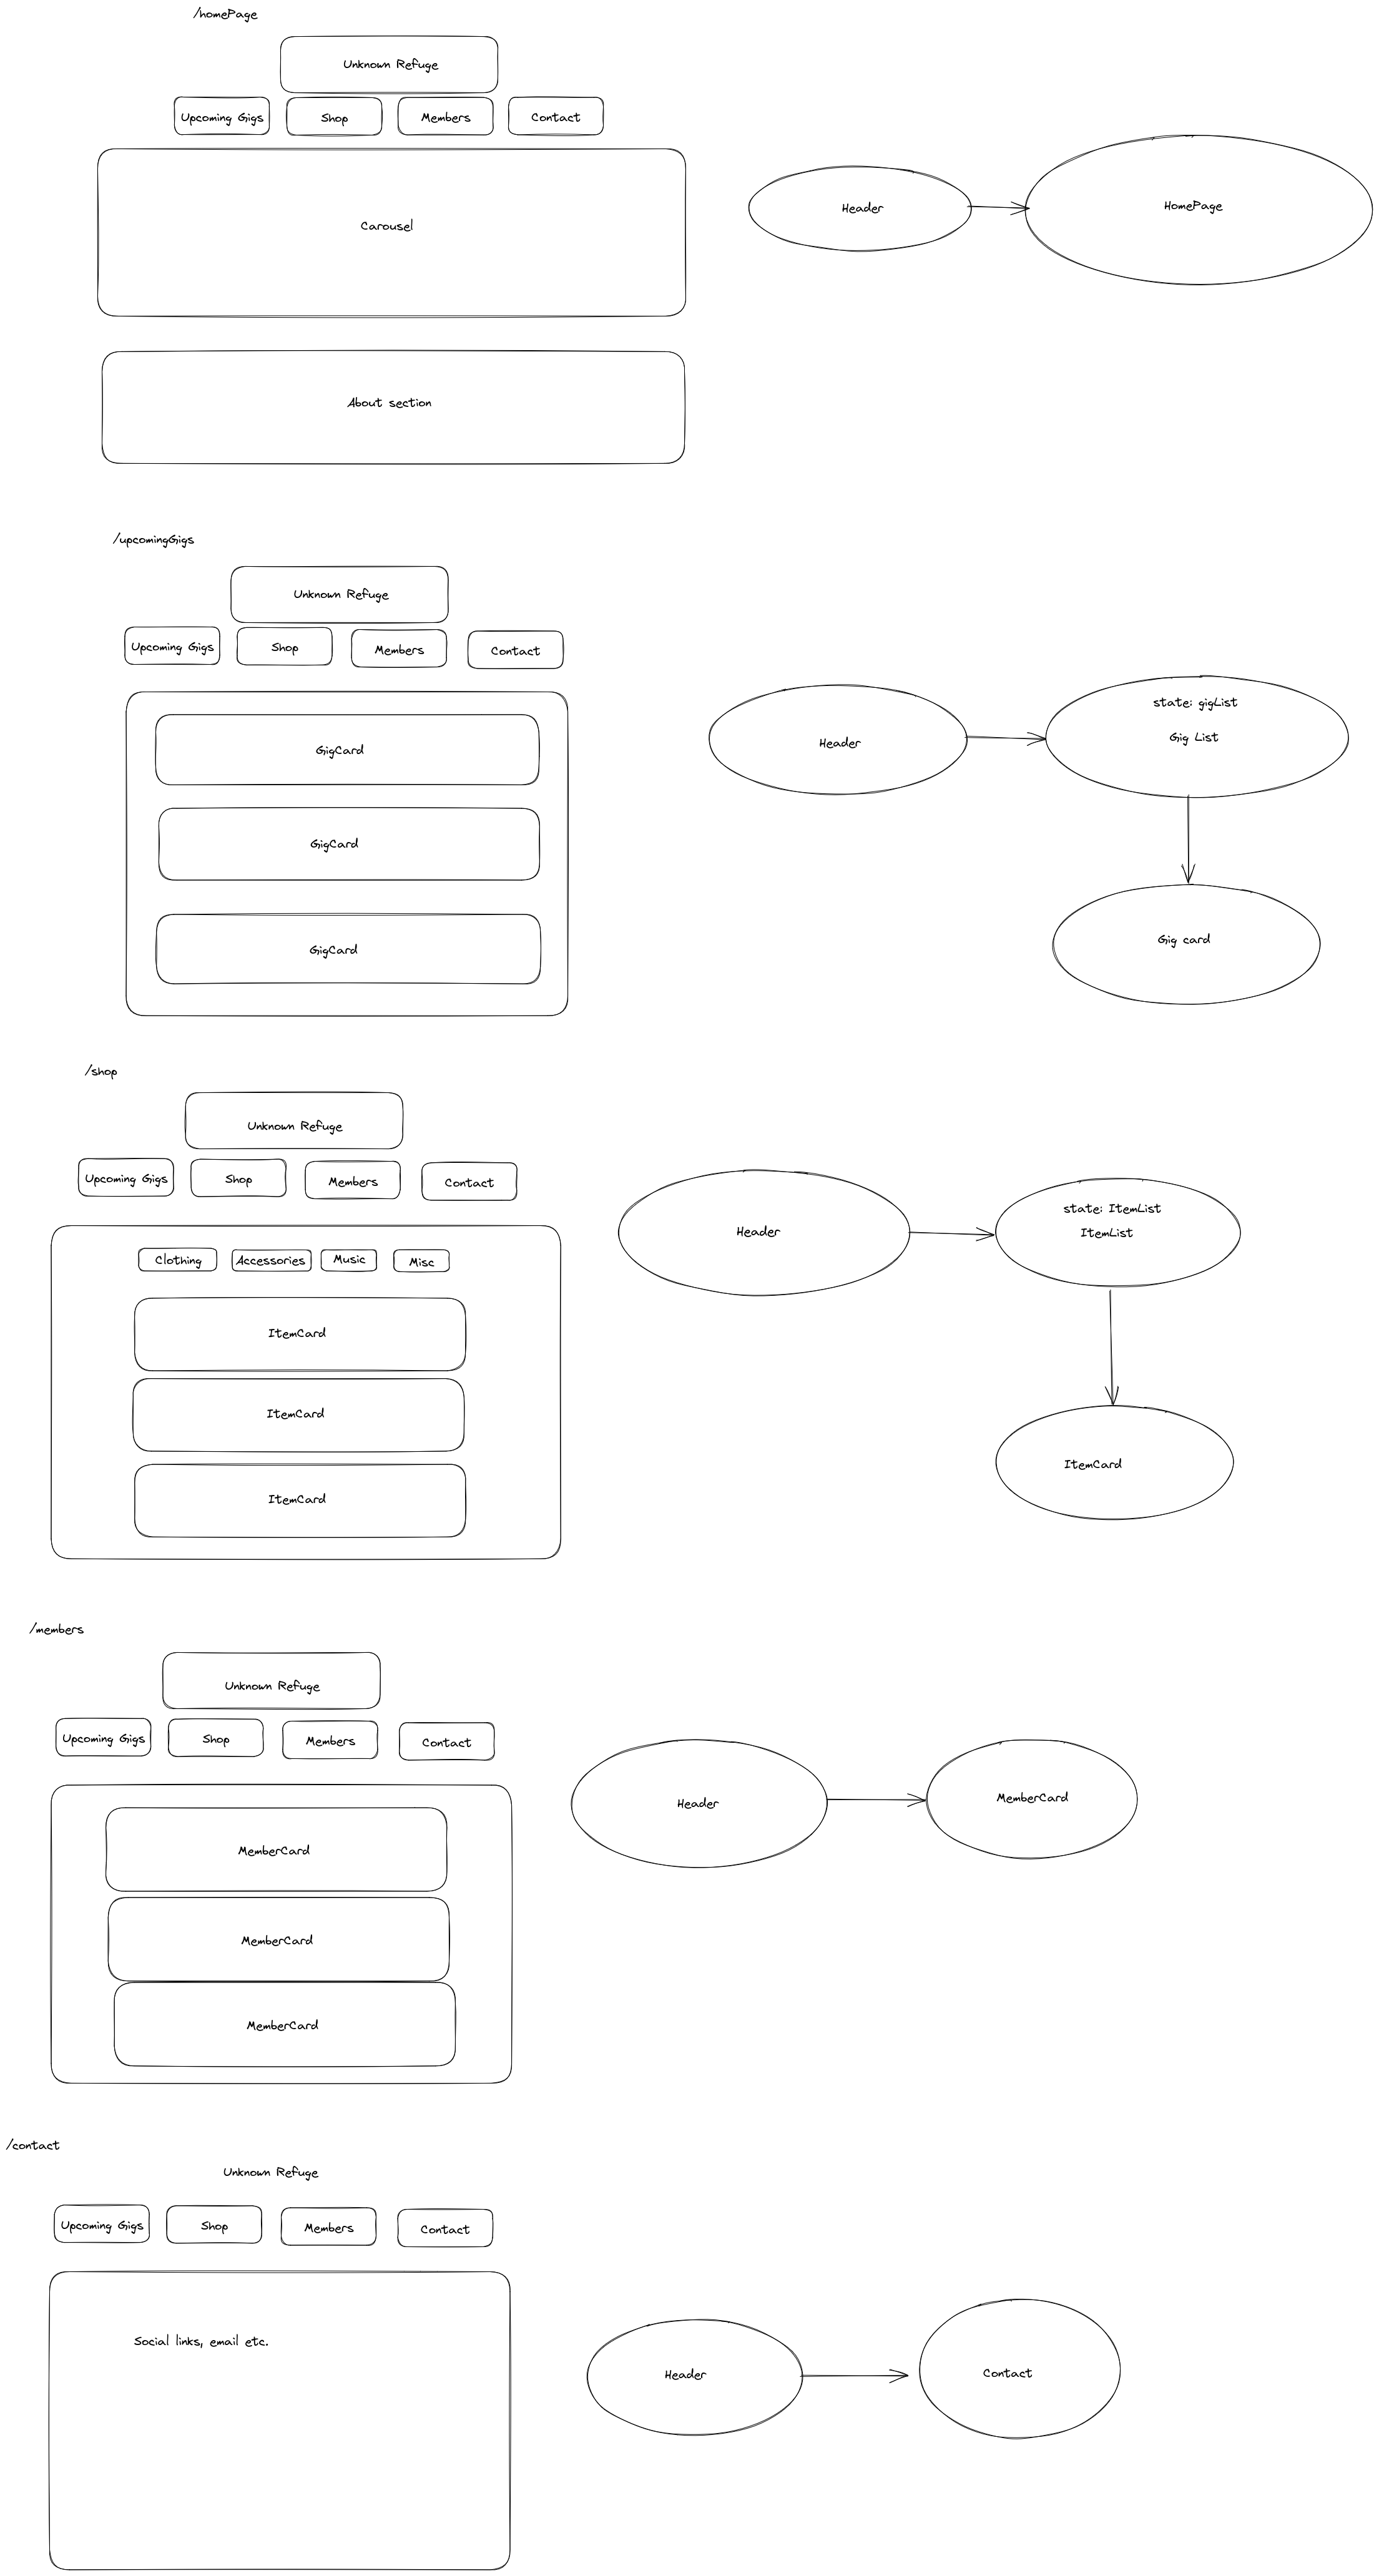 /homePage
Unknown Refuge
Upcoming Gigs
Shop
Members
Contact
Carousel
Header
HomePage
About section
/upcomingGigs
Unknown Refuge
Upcoming Gigs
Shop
Members
Contact
GigCard
GigCard
GigCard
Header
state: gigList
Gig List
Gig card
/shop
Unknown Refuge
Upcoming Gigs
Shop
Members
Contact
Clothing
Accessories
Music
Misc
ItemCard
ItemCard
ItemCard
Header
state: ItemList
ItemList
ItemCard
/members
Unknown Refuge
Upcoming Gigs
Shop
Members
Contact
MemberCard
MemberCard
MemberCard
Header
MemberCard
/contact
Unknown Refuge
Upcoming Gigs
Shop
Members
Contact
Social links, email etc.
Header
Contact